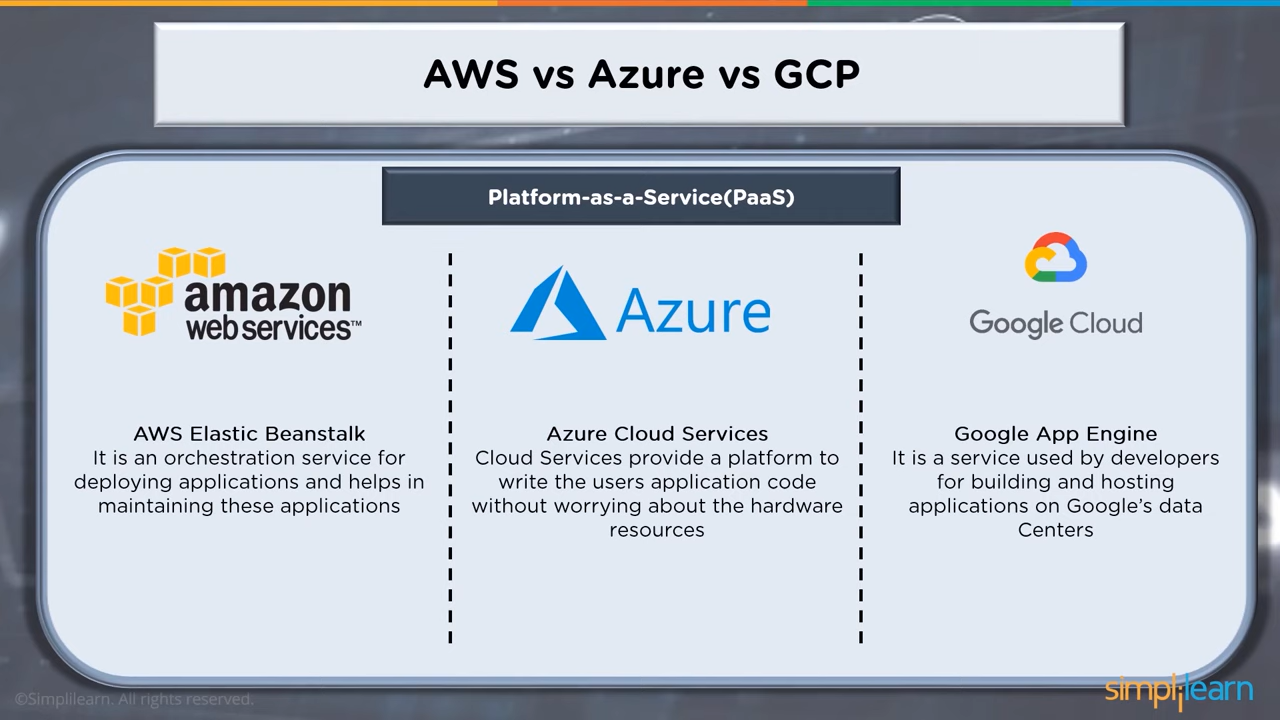 AWS vs Azure vs GCP
Platform-as-a-Service(PaaS)
amazon
web services™
Azure
Google Cloud
AWS Elastic Beanstalk
It is an orchestration service for
deploying applications and helps in
maintaining these applications
Azure Cloud Services
Cloud Services provide a platform to
write the users application code
without worrying about the hardware
resources
Google App Engine
It is a service used by developers
for building and hosting
applications on Google's data
Centers
©Simplilearn. All rights reserved.
simplilearn